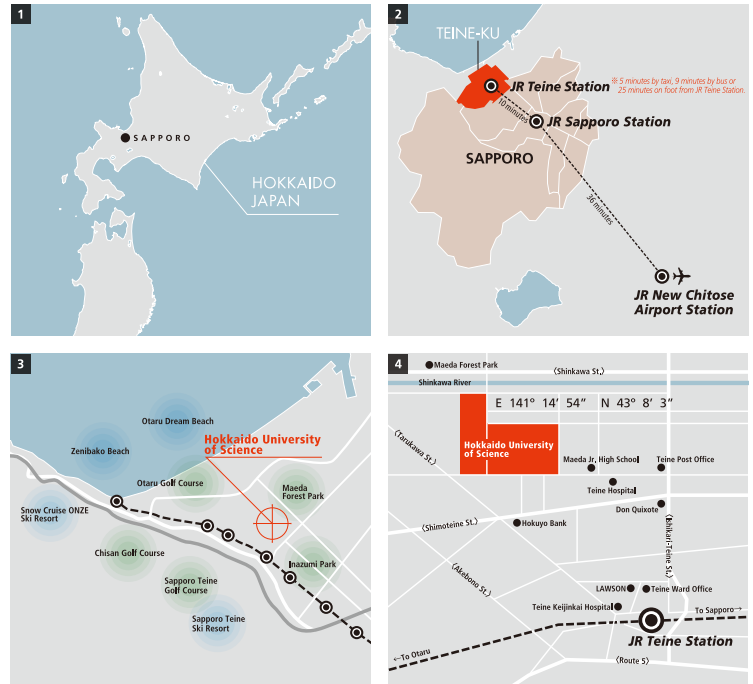 1
SAPPORO
HOKKAIDO
JAPAN
2
TEINE-KU
JR Teine Station
※5 minutes by taxi, 9 minutes by bus or
25 minutes on foot from JR Teine Station.
10 minutes
JR Sapporo Station
SAPPORO
36 minutes
JR New Chitose
Airport Station
3
Otaru Dream Beach
Hokkaido University
of Science
Zenibako Beach
Otaru Golf Course
Maeda
Forest Park
Snow Cruise ONZE
Ski Resort
Chisan Golf Course
Inazumi Park
Sapporo Teine
Golf Course
Sapporo Teine
Ski Resort
4
Maeda Forest Park
(Shinkawa St.)
Shinkawa River
E 141° 14' 54" N 43° 8' 3"
(Tarukawa St.)
Hokkaido University
of Science
Maeda Jr. High School
Teine Post Office
Teine Hospital
Don Quixote
(Shimoteine St.)
Hokuyo Bank
(Ishikari-Teine St.)
(Akebono St.)
LAWSON
Teine Ward Office
Teine Keijinkai Hospital
To Sapporo→
JR Teine Station
←To Otaru
(Route 5)